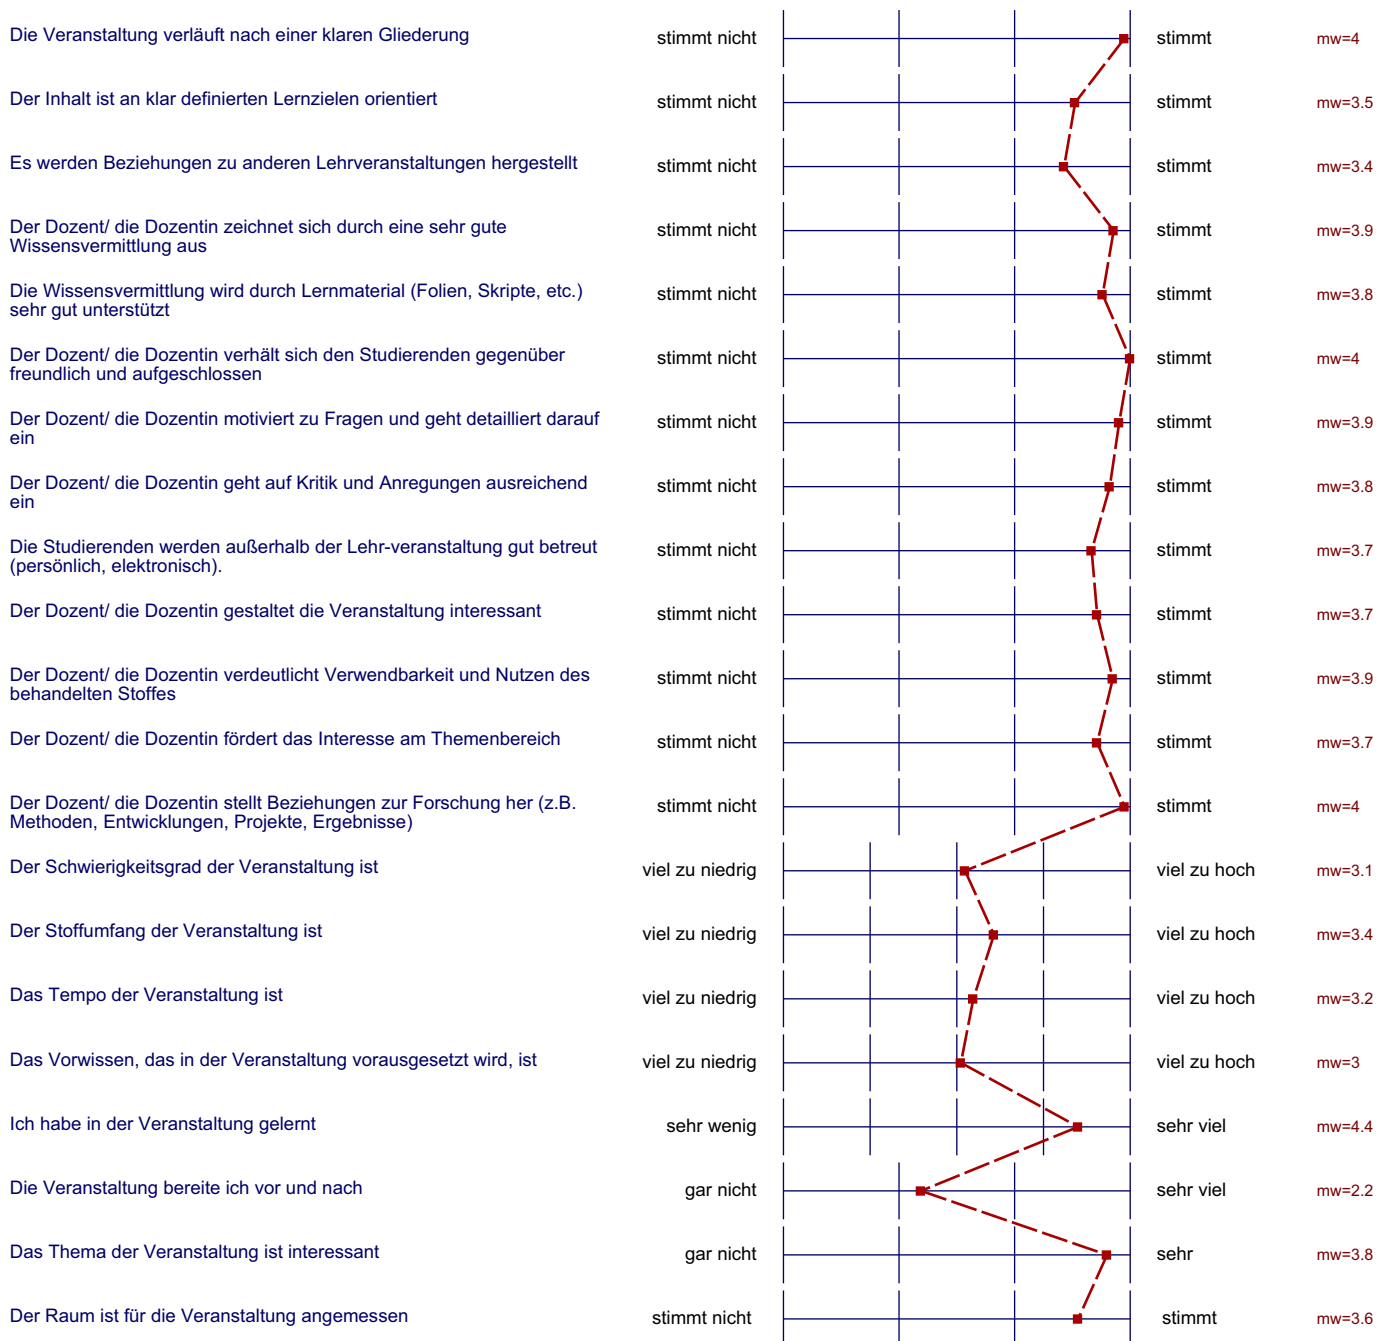 Die Veranstaltung verläuft nach einer klaren Gliederung stimmt nicht stimmt mw=4
Der Inhalt ist an klar definierten Lernzielen orientiert stimmt nicht stimmt mw=3.5
Es werden Beziehungen zu anderen Lehrveranstaltungen hergestellt stimmt nicht stimmt mw=3.4
Der Dozent/ die Dozentin zeichnet sich durch eine sehr gute
Wissensvermittlung aus stimmt nicht stimmt mw=3.9
Die Wissensvermittlung wird durch Lernmaterial (Folien, Skripte, etc.)
sehr gut unterstützt stimmt nicht stimmt mw=3.8
Der Dozent/ die Dozentin verhält sich den Studierenden gegenüber
freundlich und aufgeschlossen stimmt nicht stimmt mw=4
Der Dozent/ die Dozentin motiviert zu Fragen und geht detailliert darauf
ein stimmt nicht stimmt mw=3.9
Der Dozent/ die Dozentin geht auf Kritik und Anregungen ausreichend
ein stimmt nicht stimmt mw=3.8
Die Studierenden werden außerhalb der Lehr-veranstaltung gut betreut
(persönlich, elektronisch). stimmt nicht stimmt mw=3.7
Der Dozent/ die Dozentin gestaltet die Veranstaltung interessant stimmt nicht stimmt mw=3.7
Der Dozent/ die Dozentin verdeutlicht Verwendbarkeit und Nutzen des
behandelten Stoffes stimmt nicht stimmt mw=3.9
Der Dozent/ die Dozentin fördert das Interesse am Themenbereich stimmt nicht stimmt mw=3.7
Der Dozent/ die Dozentin stellt Beziehungen zur Forschung her (z.B.
Methoden, Entwicklungen, Projekte, Ergebnisse) stimmt nicht stimmt mw=4
Der Schwierigkeitsgrad der Veranstaltung ist viel zu niedrig viel zu hoch mw=3.1
Der Stoffumfang der Veranstaltung ist viel zu niedrig viel zu hoch mw=3.4
Das Tempo der Veranstaltung ist viel zu niedrig viel zu hoch mw=3.2
Das Vorwissen, das in der Veranstaltung vorausgesetzt wird, ist viel zu niedrig viel zu hoch mw=3
Ich habe in der Veranstaltung gelernt sehr wenig sehr viel mw=4.4
Die Veranstaltung bereite ich vor und nach gar nicht sehr viel mw=2.2
Das Thema der Veranstaltung ist interessant gar nicht sehr mw=3.8
Der Raum ist für die Veranstaltung angemessen stimmt nicht stimmt mw=3.6